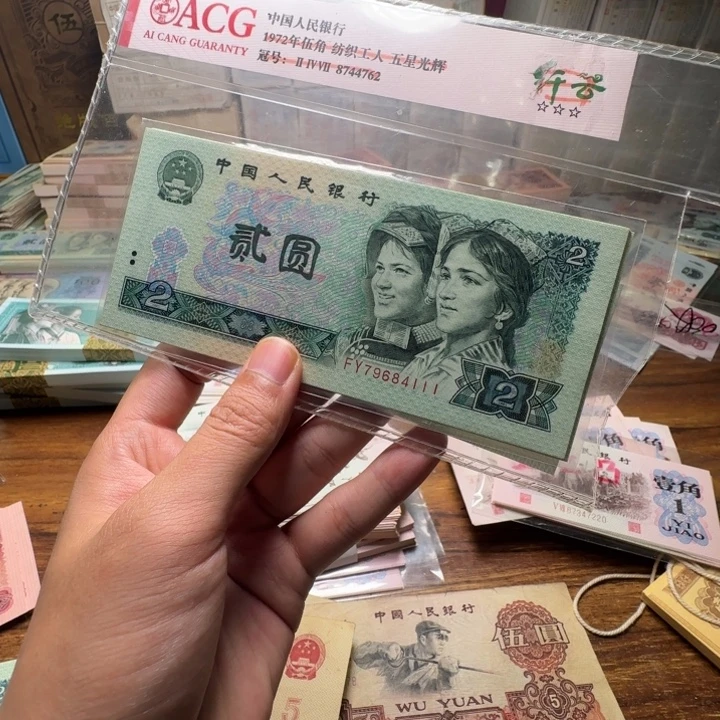 ACG
AI CANG GUARANTY
中国人民银行
1972年伍角 纺织工人 五星光辉
冠号: II IV VII 8744762
伍
中国人民银行
贰圆
2
2
FY79684111
2
壹角
1
YI
JIAO
中国人民银行
伍圆
WU YUAN
5
5